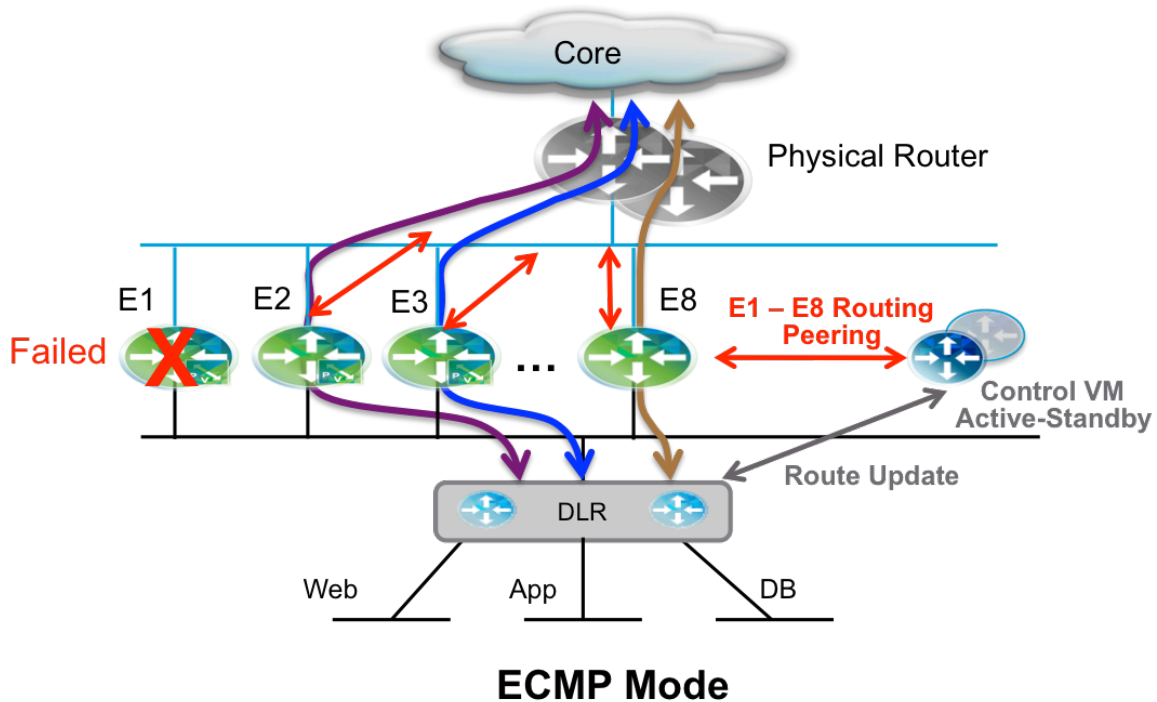 Core
Physical Router
E1
E2
E3
E8
E1 – E8 Routing
Peering
Failed
X
...
Control VM
Active-Standby
Route Update
DLR
Web
App
DB
ECMP Mode